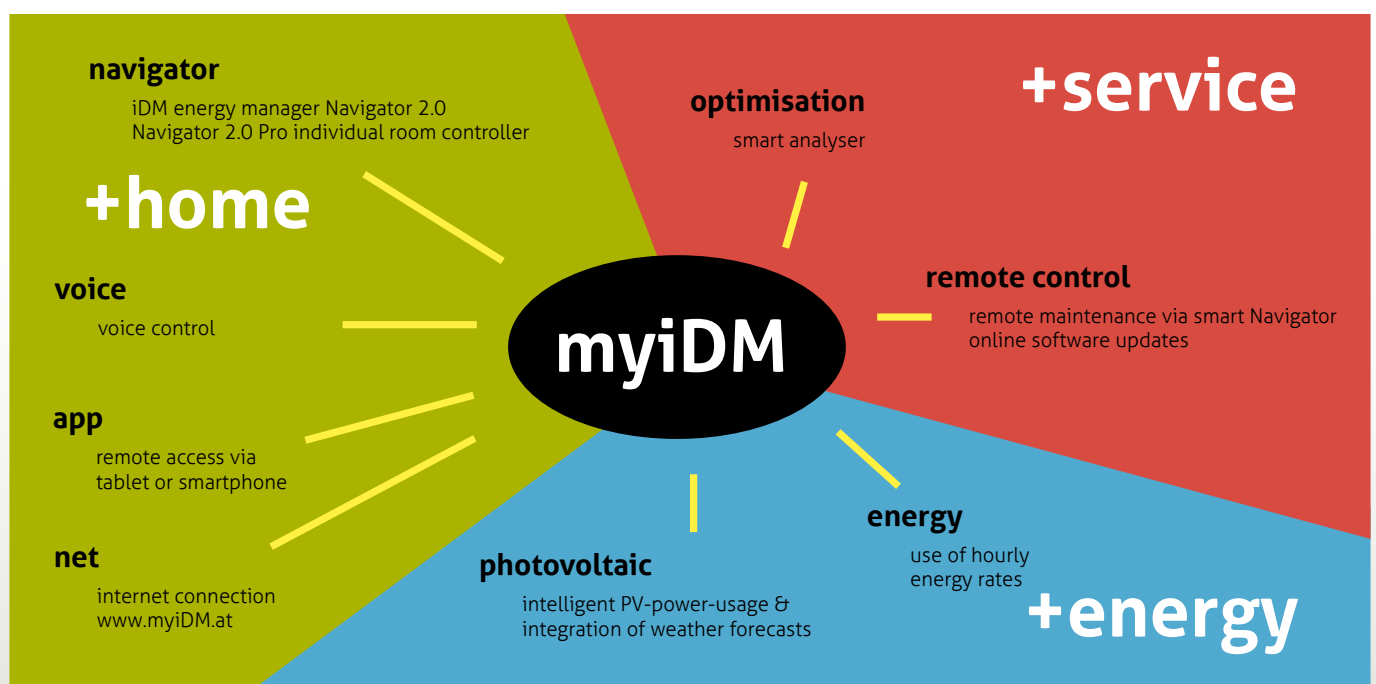 navigator
iDM energy manager Navigator 2.0
Navigator 2.0 Pro individual room controller
+home
voice
voice control
app
remote access via
tablet or smartphone
net
internet connection
www.myiDM.at
myiDM
+service
optimisation
smart analyser
remote control
remote maintenance via smart Navigator
online software updates
photovoltaic
intelligent PV-power-usage &
integration of weather forecasts
energy
use of hourly
energy rates
+energy